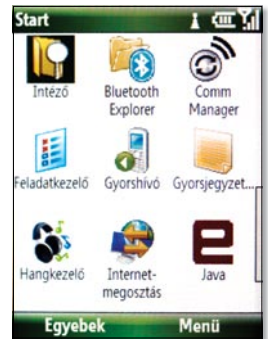 Start
Intéző
Bluetooth Explorer
Comm Manager
Feladatkezelő
Gyorshívó
Gyorsjegyzet...
Hangkezelő
Internet-megosztás
Java
Egyebek
Menü